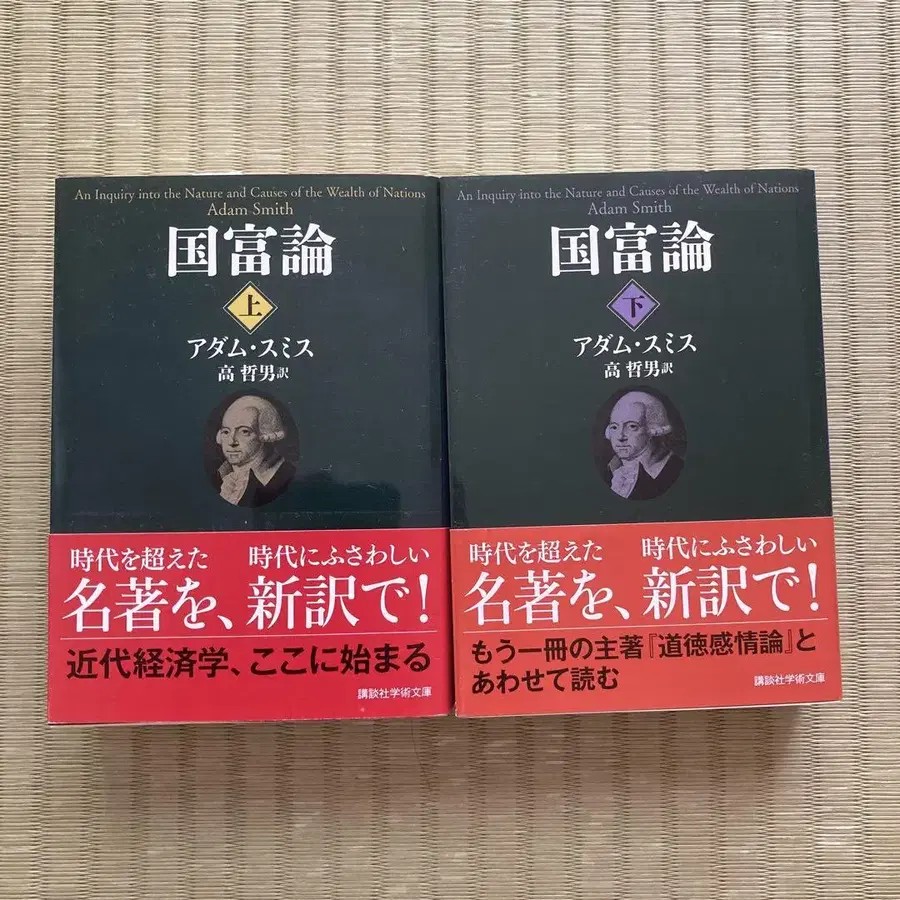 An Inquiry into the Nature and Causes of the Wealth of Nations
Adam Smith
国富論
上
アダム・スミス
高 哲男訳
時代を超えた 時代にふさわしい
名著を、新訳で!
近代経済学、ここに始まる
講談社学術文庫
An Inquiry into the Nature and Causes of the Wealth of Nations
Adam Smith
国富論
下
アダム・スミス
高 哲男訳
時代を超えた 時代にふさわしい
名著を、新訳で!
もう一冊の主著『道徳感情論』と
あわせて読む
講談社学術文庫